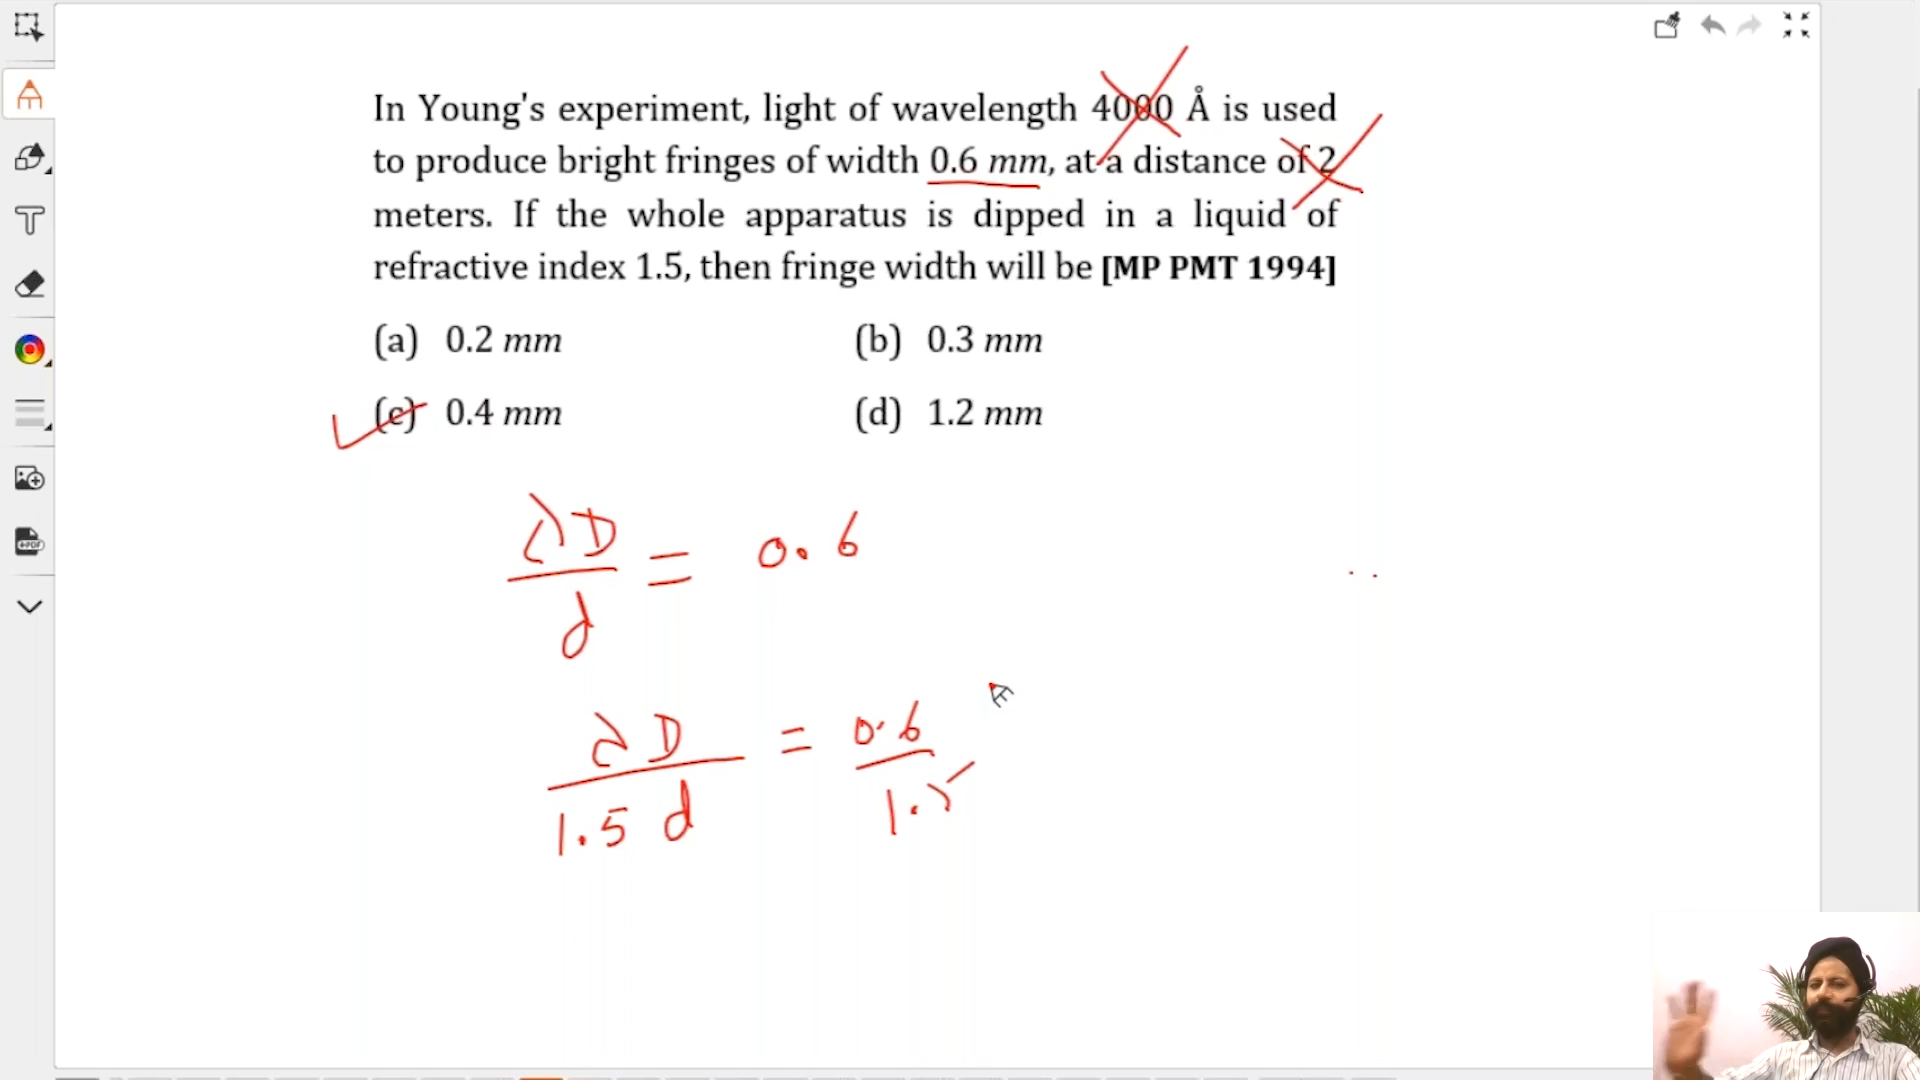 In Young's experiment, light of wavelength 4000 Å is used
to produce bright fringes of width 0.6 mm, at a distance of 2
meters. If the whole apparatus is dipped in a liquid of
refractive index 1.5, then fringe width will be [MP PMT 1994]
(a) 0.2 mm (b) 0.3 mm
(c) 0.4 mm (d) 1.2 mm
λD
= 0.6
d
λD = 0.6
1.5 d 1.5